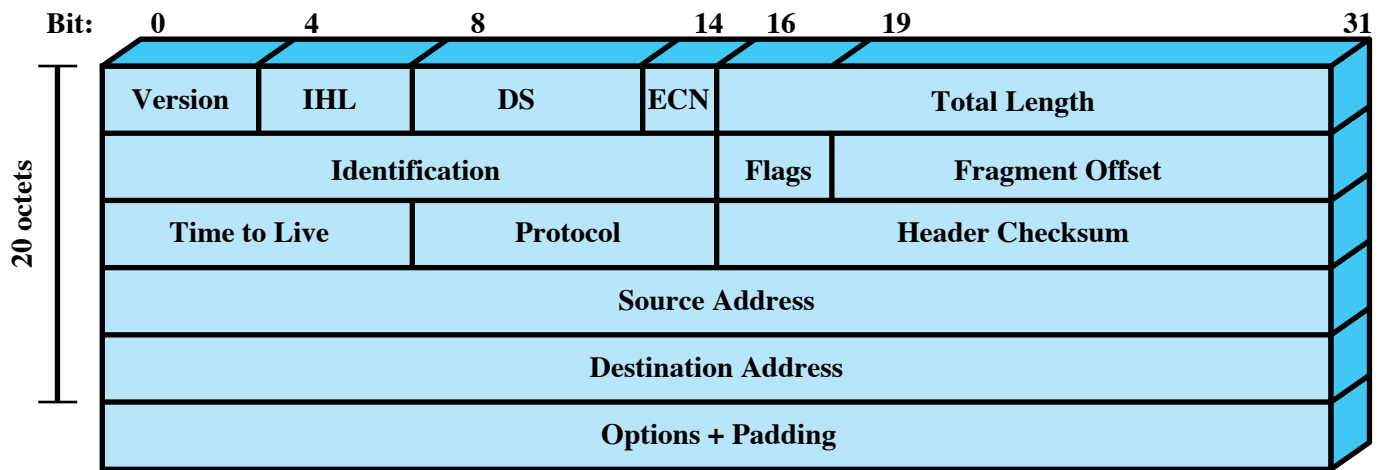 Bit: 0 4 8 14 16 19 31
Version IHL DS ECN Total Length
Identification Flags Fragment Offset
Time to Live Protocol Header Checksum
Source Address
Destination Address
Options + Padding
20 octets